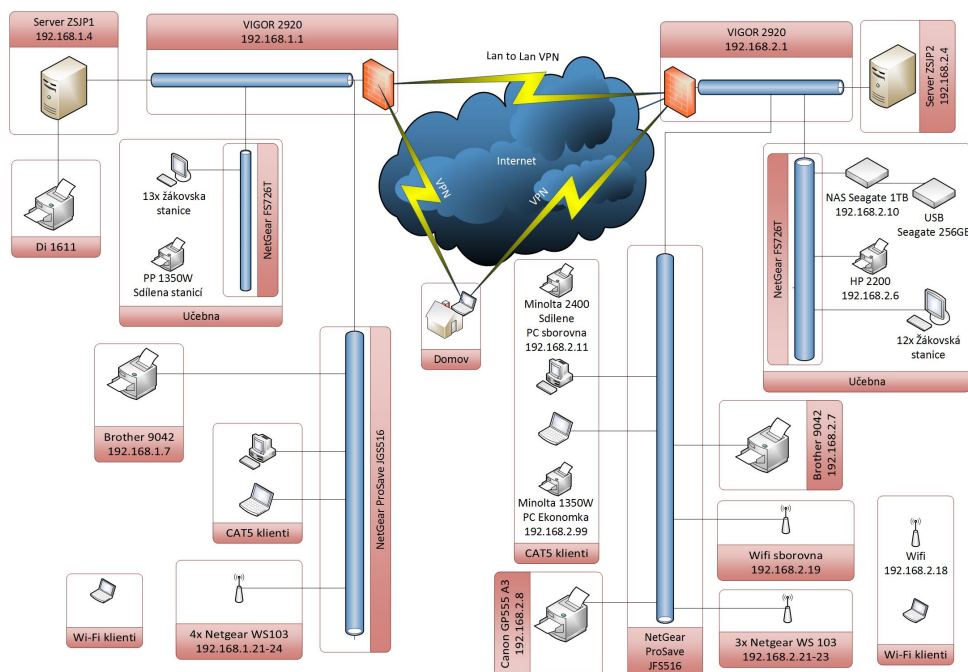 Server ZSJP1
192.168.1.4
VIGOR 2920
192.168.1.1
Lan to Lan VPN
VIGOR 2920
192.168.2.1
Server ZSJP2
192.168.2.4
Internet
VPN
VPN
Di 1611
13x žákovska
stanice
PP 1350W
Sdílena stanicí
NetGear FS726T
Učebna
Domov
NetGear FS726T
NAS Seagate 1TB
192.168.2.10
USB
Seagate 256GB
HP 2200
192.168.2.6
12x Žákovská
stanice
Učebna
Brother 9042
192.168.1.7
CAT5 klienti
Wi-Fi klienti
4x Netgear WS103
192.168.1.21-24
NetGear ProSave JGS516
Minolta 2400
Sdilene
PC sborovna
192.168.2.11
Minolta 1350W
PC Ekonomka
192.168.2.99
CAT5 klienti
Brother 9042
192.168.2.7
Wifi sborovna
192.168.2.19
Wifi
192.168.2.18
Wi-Fi klienti
Canon GP555 A3
192.168.2.8
NetGear
ProSave
JFS516
3x Netgear WS 103
192.168.2.21-23